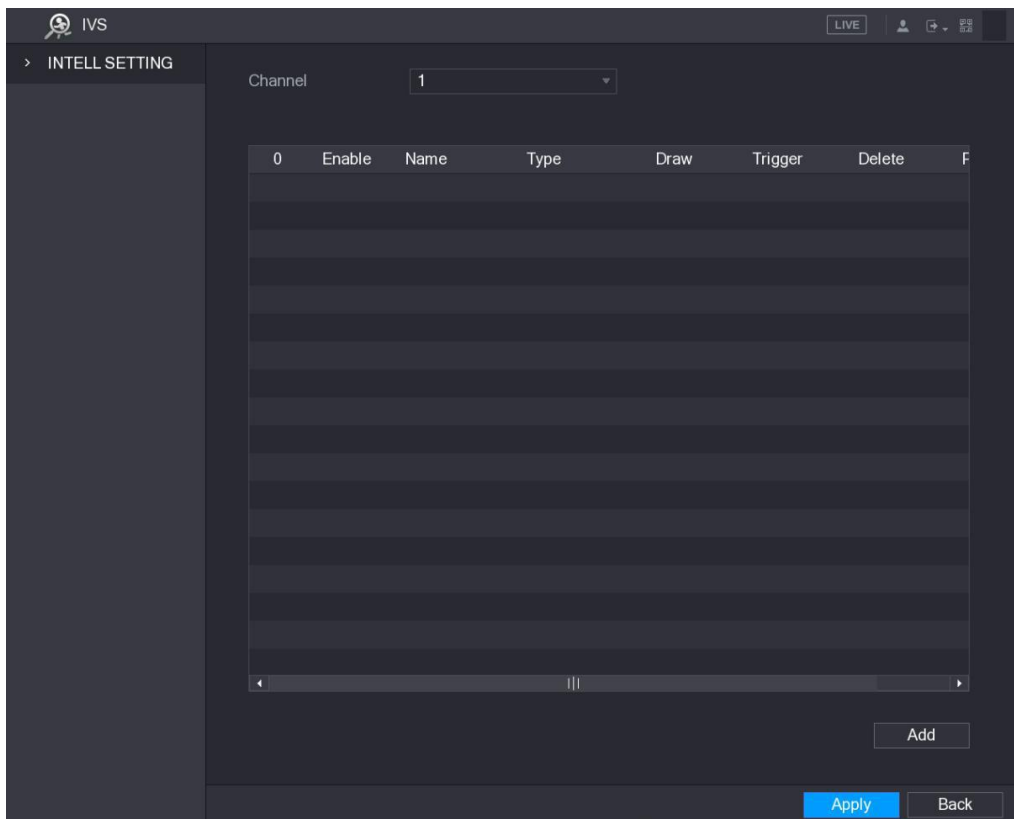 IVS LIVE
INTELL SETTING
Channel 1
0 Enable Name Type Draw Trigger Delete
Add
Apply Back